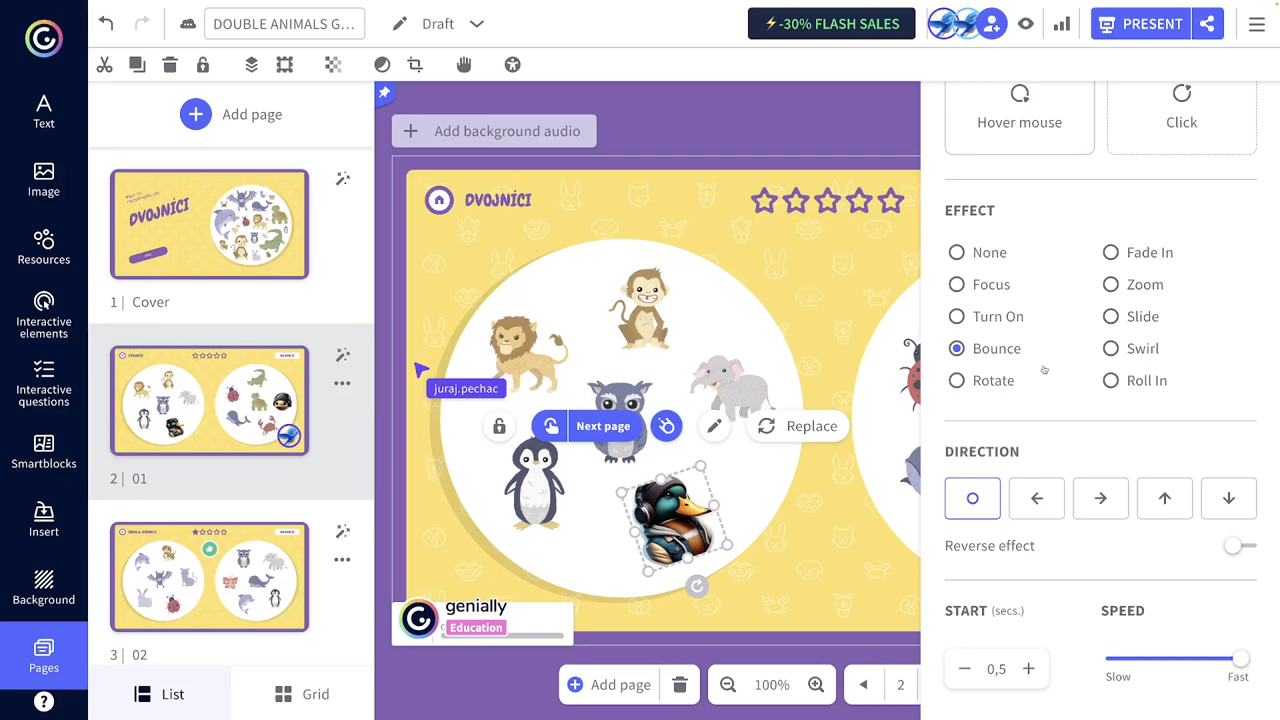 DOUBLE ANIMALS G...
Draft
⚡-30% FLASH SALES
PRESENT
Text
Image
Resources
Interactive
elements
Interactive
questions
Smartblocks
Insert
Background
Pages
?
Add page
DVOJNÍCI
1 | Cover
2 | 01
3 | 02
List
Grid
Add background audio
DVOJNÍCI
juraj.pechac
Next page
Replace
genially
Education
Add page
100%
2
Hover mouse
Click
EFFECT
None
Fade In
Focus
Zoom
Turn On
Slide
Bounce
Swirl
Rotate
Roll In
DIRECTION
Reverse effect
START (secs.)
SPEED
0,5
Slow
Fast